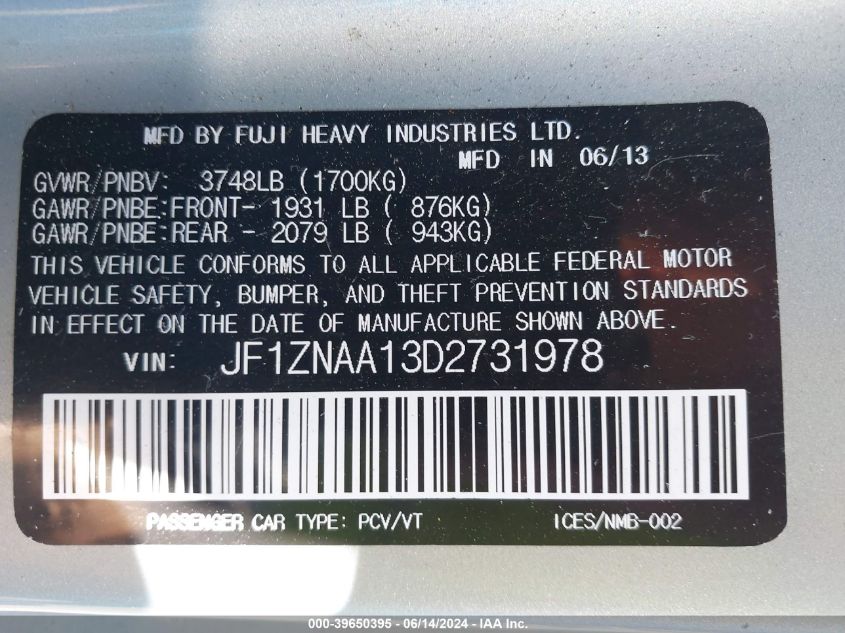 MFD BY FUJI HEAVY INDUSTRIES LTD.
MFD IN 06/13
GVWR/PNBV: 3748LB (1700KG)
GAWR/PNBE:FRONT- 1931 LB ( 876KG)
GAWR/PNBE:REAR - 2079 LB ( 943KG)
THIS VEHICLE CONFORMS TO ALL APPLICABLE FEDERAL MOTOR
VEHICLE SAFETY, BUMPER, AND THEFT PREVENTION STANDARDS
IN EFFECT ON THE DATE OF MANUFACTURE SHOWN ABOVE.
VIN: JF1ZNAA13D2731978
PASSENGER CAR TYPE: PCV/VT ICES/NMB-002
000-39650395 - 06/14/2024 - IAA Inc.